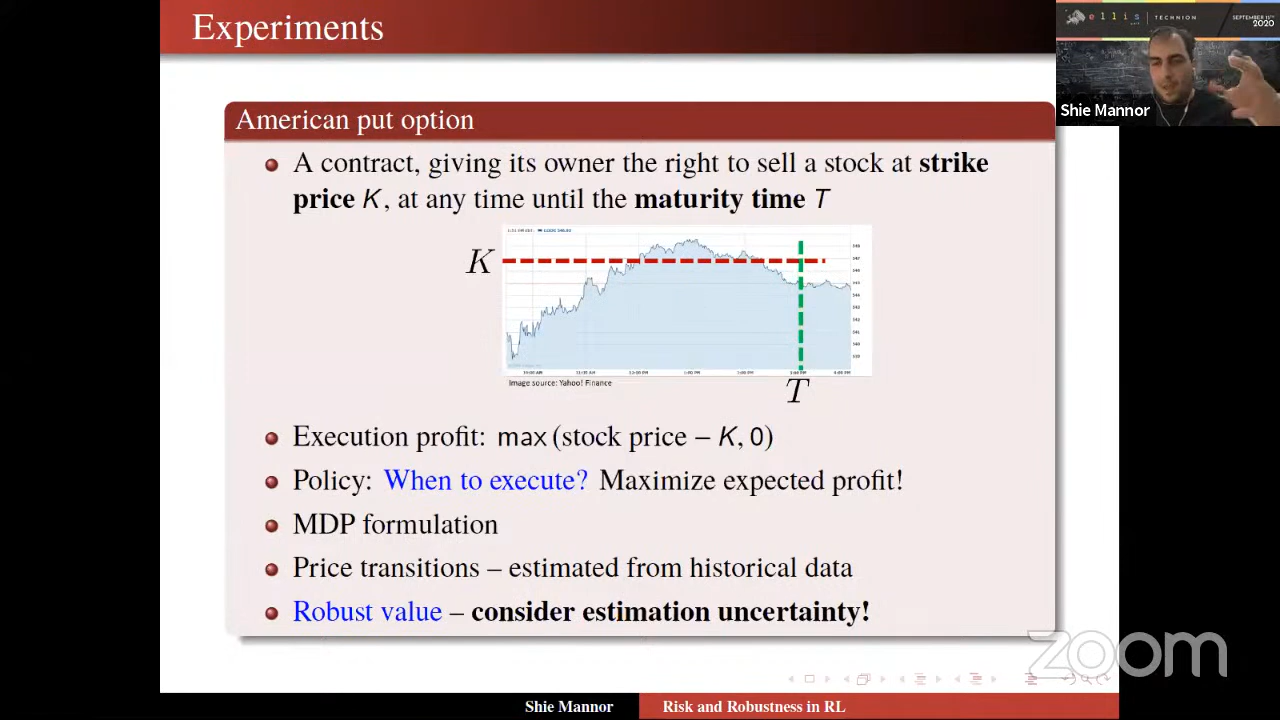 Experiments
ellis
TECHNION
SEPTEMBER 15TH
2020
Shie Mannor
American put option
A contract, giving its owner the right to sell a stock at strike
price K, at any time until the maturity time T
K
T
Image source: Yahoo! Finance
Execution profit: max (stock price – K, 0)
Policy: When to execute? Maximize expected profit!
MDP formulation
Price transitions – estimated from historical data
Robust value – consider estimation uncertainty!
zoom
Shie Mannor
Risk and Robustness in RL